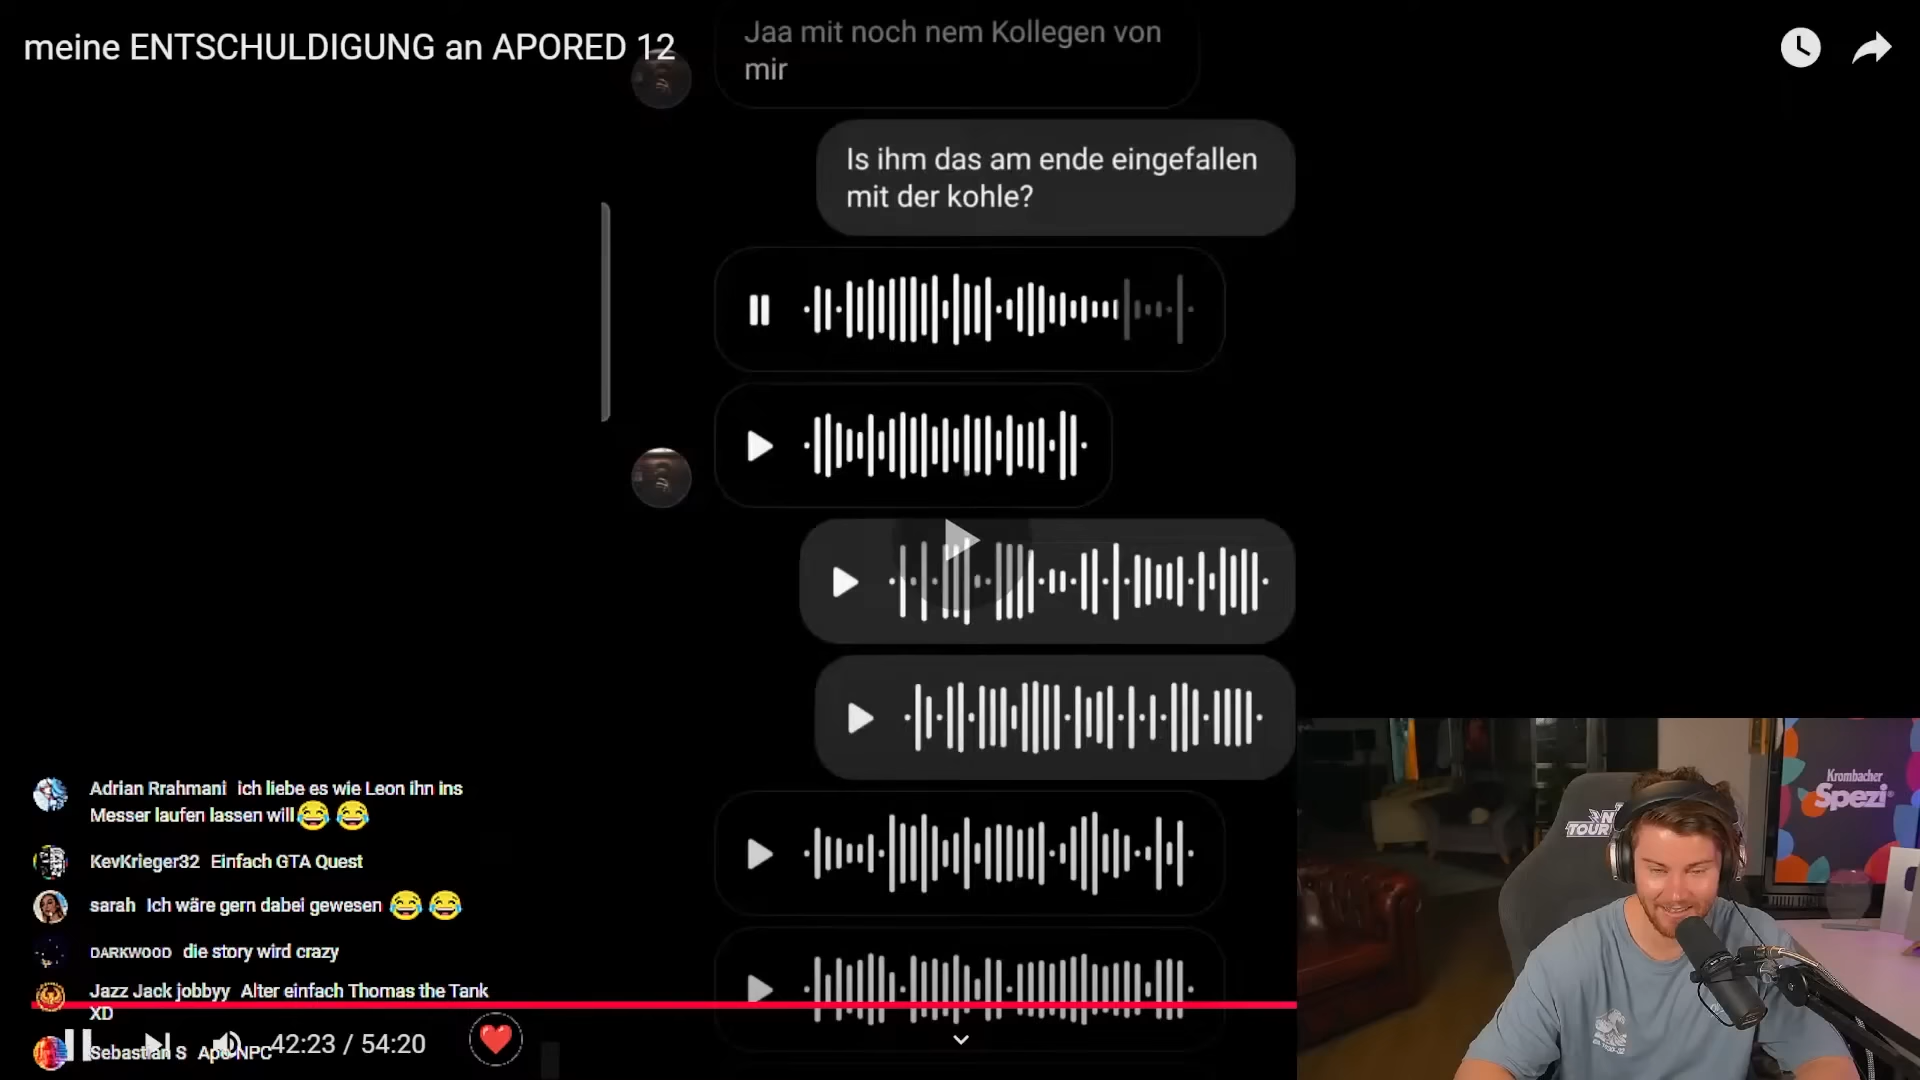 meine ENTSCHULDIGUNG an APORED 12
Jaa mit noch nem Kollegen von
mir
Is ihm das am ende eingefallen
mit der kohle?
Adrian Rrahmani ich liebe es wie Leon ihn ins
Messer laufen lassen will😂 😂
KevKrieger32 Einfach GTA Quest
sarah Ich wäre gern dabei gewesen 😂 😂
DARKWOOD die story wird crazy
Jazz Jack jobbyy Alter einfach Thomas the Tank
XD
Sebastian S Apo NPC
42:23 / 54:20
Krombacher
Spezi
TOUR